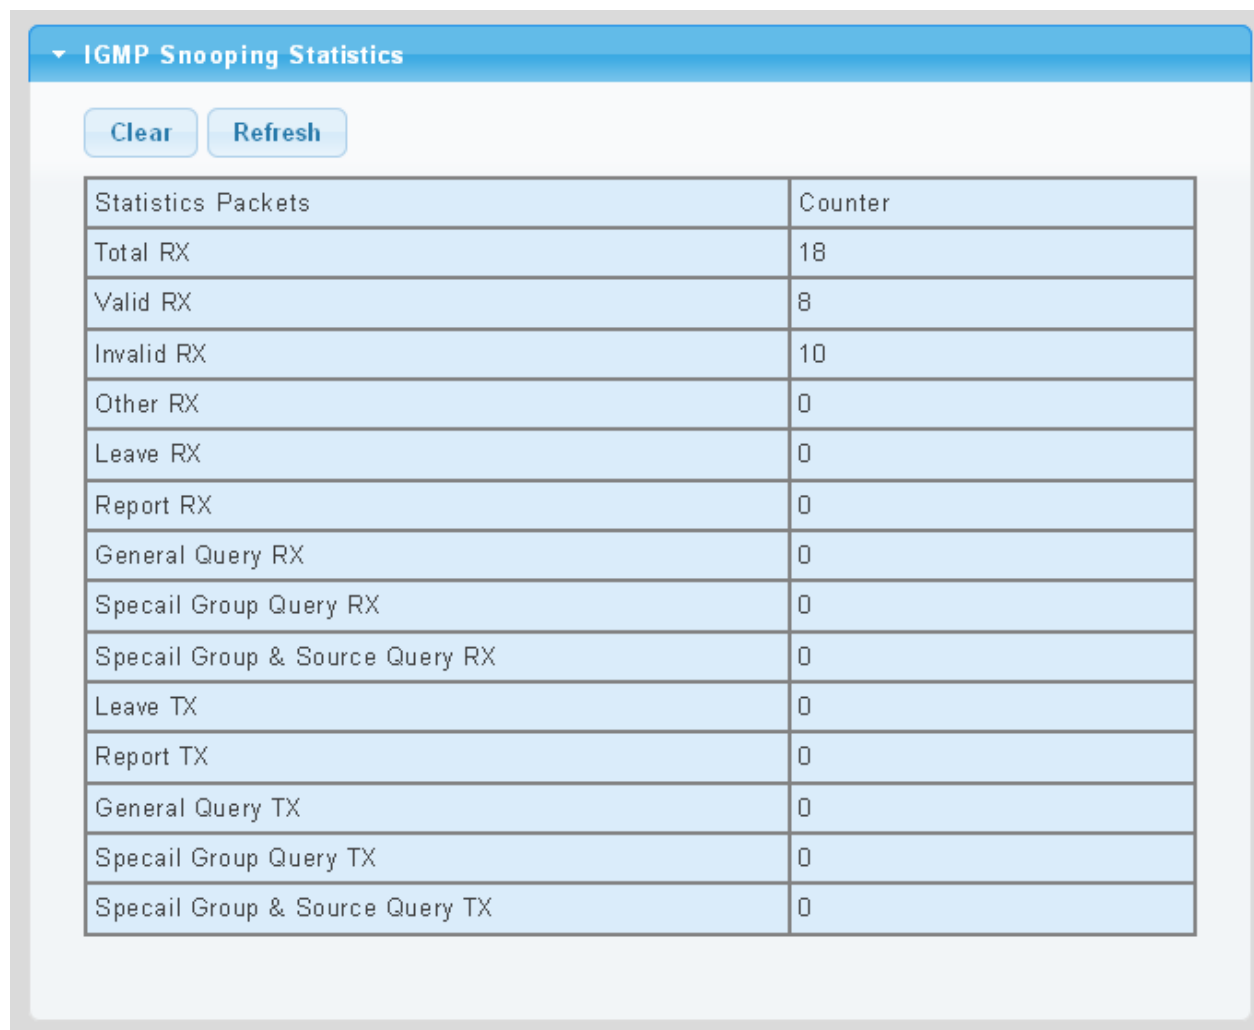 IGMP Snooping Statistics
Clear Refresh
Statistics Packets Counter
Total RX 18
Valid RX 8
Invalid RX 10
Other RX 0
Leave RX 0
Report RX 0
General Query RX 0
Specail Group Query RX 0
Specail Group & Source Query RX 0
Leave TX 0
Report TX 0
General Query TX 0
Specail Group Query TX 0
Specail Group & Source Query TX 0